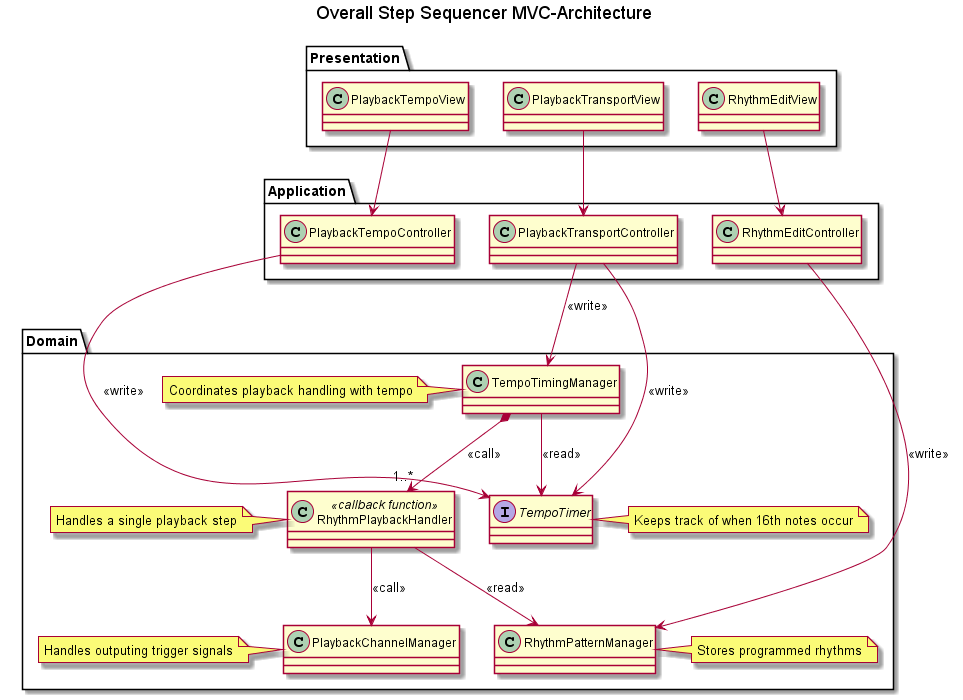 Overall Step Sequencer MVC-Architecture
Presentation
C PlaybackTempoView
C PlaybackTransportView
C RhythmEditView
Application
C PlaybackTempoController
C PlaybackTransportController
C RhythmEditController
«write»
Domain
C TempoTimingManager
Coordinates playback handling with tempo
«write»
«write»
«call»
«read»
«write»
1..*
C «callback function»
RhythmPlaybackHandler
Handles a single playback step
I TempoTimer
Keeps track of when 16th notes occur
«call»
«read»
C PlaybackChannelManager
Handles outputing trigger signals
C RhythmPatternManager
Stores programmed rhythms